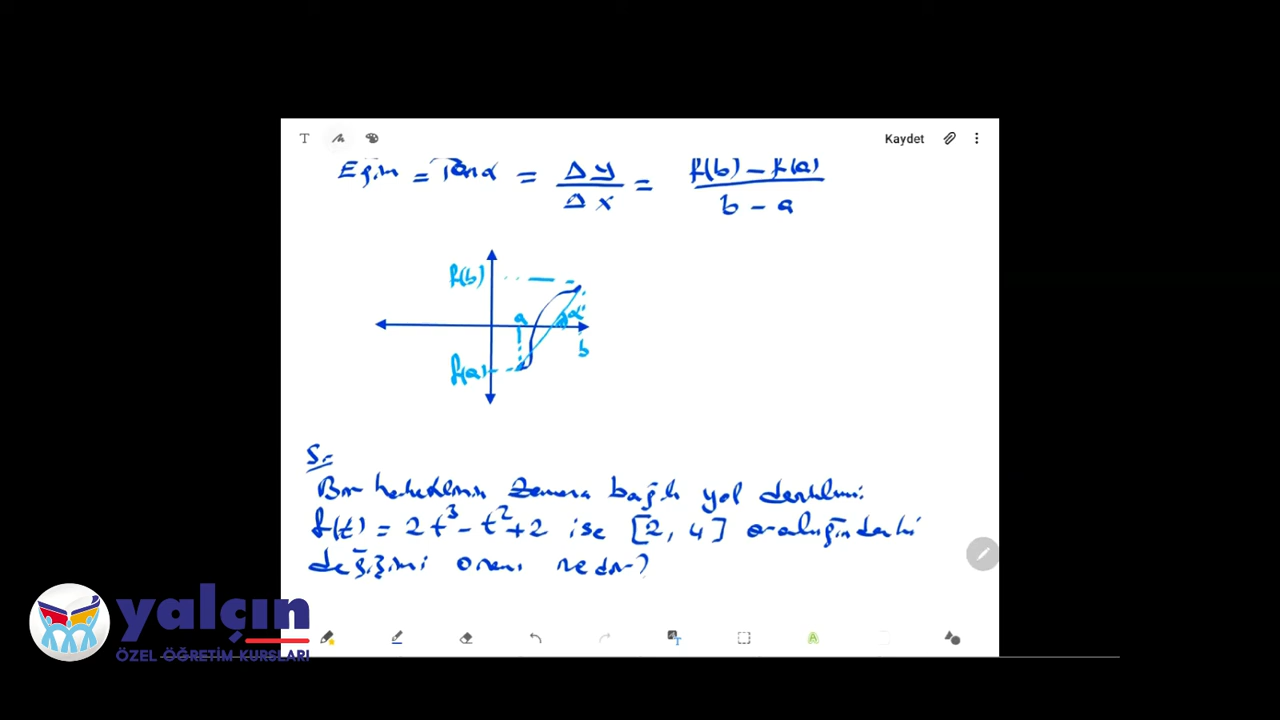 T
Kaydet
Eğim = Tanα = Δy / Δx = f(b) - f(a) / b - a
f(b)
a
α
b
f(a)
S:
Bir hareketlinin zamana bağlı yol denklemi
f(t) = 2t³ - t² + 2 ise [2, 4] aralığındaki
değişimi oranı nedir?
yalçın
ÖZEL ÖĞRETİM KURSLARI